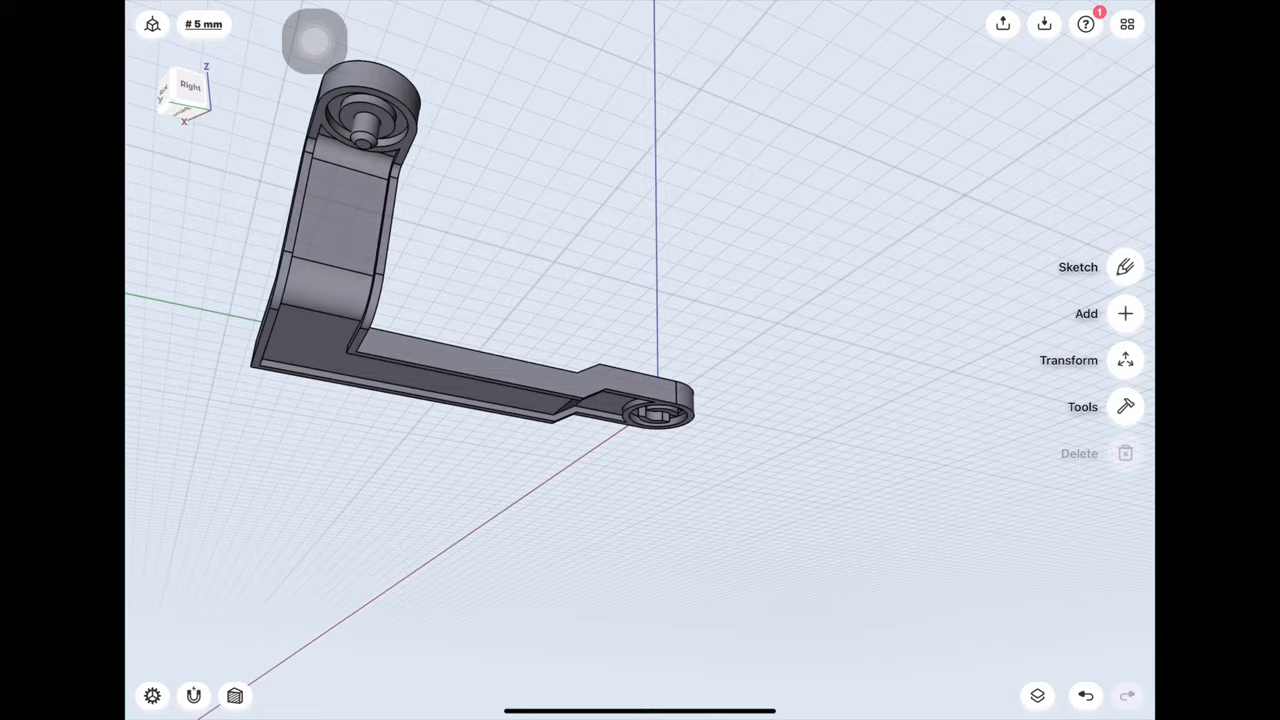 # 5 mm
1
Z
Right
X
Sketch
Add
Transform
Tools
Delete